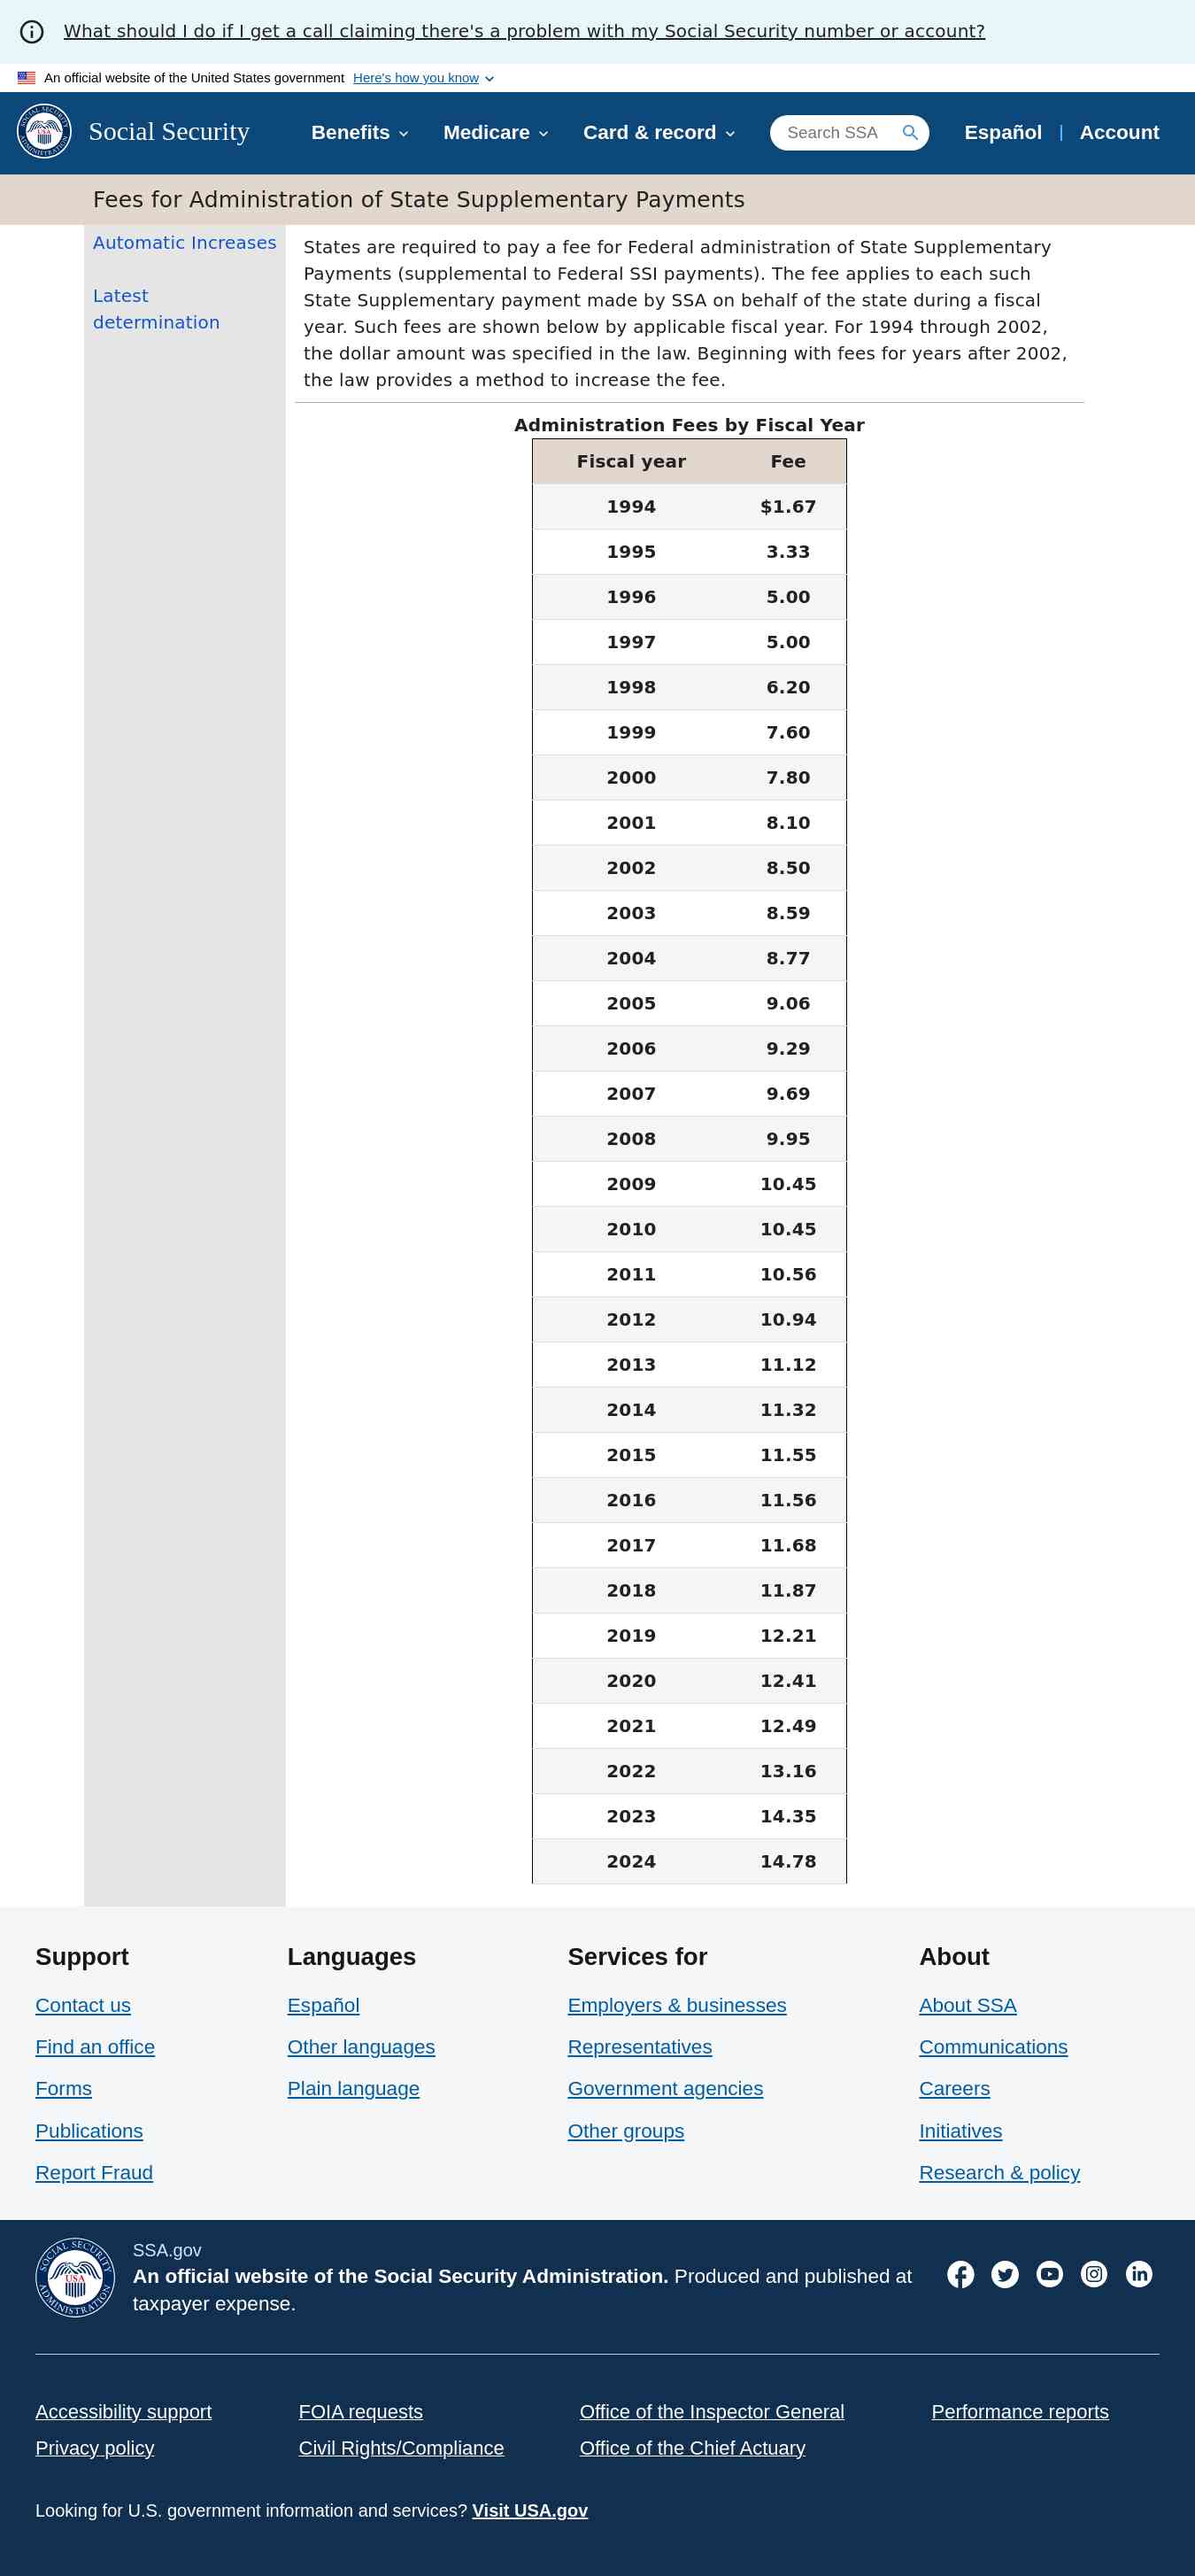 What should I do if I get a call claiming there's a problem with my Social Security number or account?
An official website of the United States government Here's how you know
Social Security
Benefits
Medicare
Card & record
Search SSA
Español
Account
Fees for Administration of State Supplementary Payments
Automatic Increases
Latest
determination
States are required to pay a fee for Federal administration of State Supplementary
Payments (supplemental to Federal SSI payments). The fee applies to each such
State Supplementary payment made by SSA on behalf of the state during a fiscal
year. Such fees are shown below by applicable fiscal year. For 1994 through 2002,
the dollar amount was specified in the law. Beginning with fees for years after 2002,
the law provides a method to increase the fee.
Administration Fees by Fiscal Year
Fiscal year Fee
1994 $1.67
1995 3.33
1996 5.00
1997 5.00
1998 6.20
1999 7.60
2000 7.80
2001 8.10
2002 8.50
2003 8.59
2004 8.77
2005 9.06
2006 9.29
2007 9.69
2008 9.95
2009 10.45
2010 10.45
2011 10.56
2012 10.94
2013 11.12
2014 11.32
2015 11.55
2016 11.56
2017 11.68
2018 11.87
2019 12.21
2020 12.41
2021 12.49
2022 13.16
2023 14.35
2024 14.78
Support
Contact us
Find an office
Forms
Publications
Report Fraud
Languages
Español
Other languages
Plain language
Services for
Employers & businesses
Representatives
Government agencies
Other groups
About
About SSA
Communications
Careers
Initiatives
Research & policy
SOCIAL SECURITY
USA
ADMINISTRATION
SSA.gov
An official website of the Social Security Administration. Produced and published at
taxpayer expense.
Accessibility support
FOIA requests
Office of the Inspector General
Performance reports
Privacy policy
Civil Rights/Compliance
Office of the Chief Actuary
Looking for U.S. government information and services? Visit USA.gov